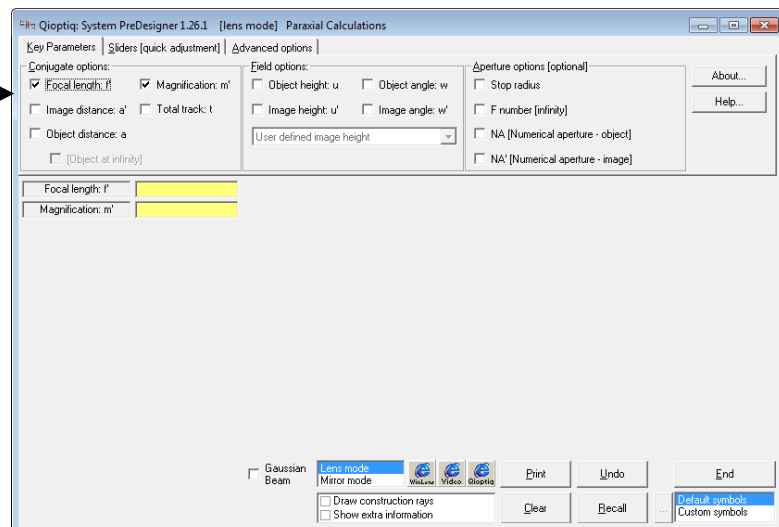 Qioptiq: System PreDesigner 1.26.1 [lens mode] Paraxial Calculations
Key Parameters Sliders [quick adjustment] Advanced options
Conjugate options:
Focal length: f'
Magnification: m'
Image distance: a'
Total track: t
Object distance: a
[Object at infinity]
Field options:
Object height: u
Object angle: w
Image height: u'
Image angle: w'
User defined image height
Aperture options [optional]
Stop radius
F number [infinity]
NA [Numerical aperture - object]
NA' [Numerical aperture - image]
About...
Help...
Focal length: f'
Magnification: m'
Gaussian
Beam
Lens mode
Mirror mode
WinLens
Video
Qioptiq
Print
Undo
End
Draw construction rays
Show extra information
Clear
Recall
...
Default symbols
Custom symbols